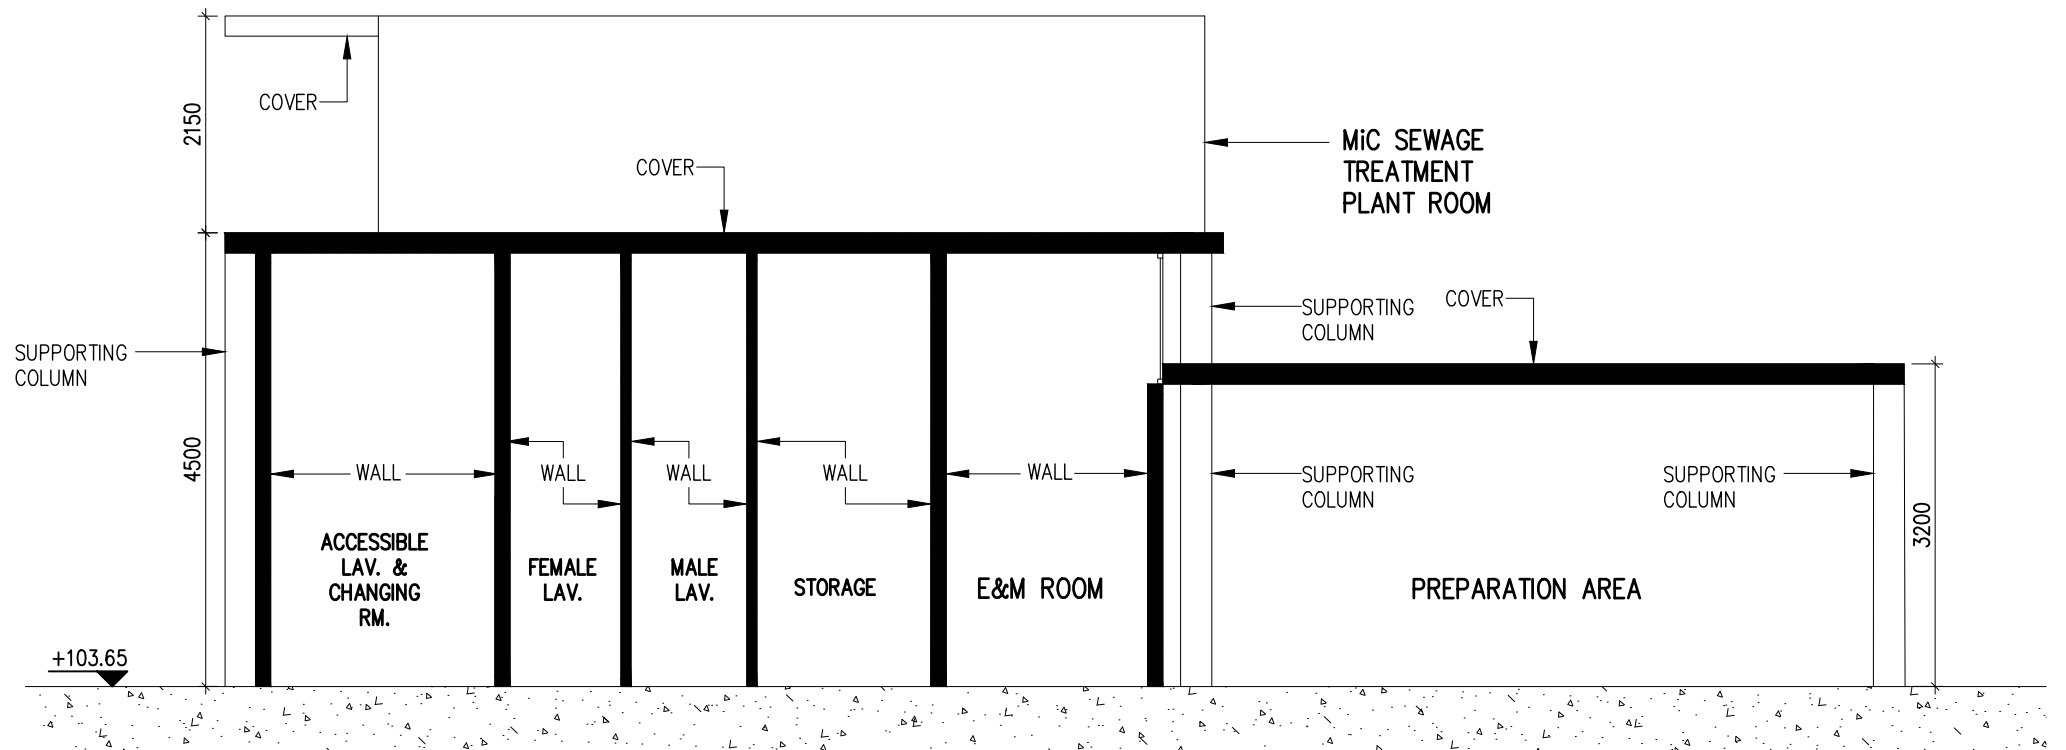 COVER
2150
COVER
MiC SEWAGE
TREATMENT
PLANT ROOM
SUPPORTING
COLUMN
COVER
SUPPORTING
COLUMN
4500
WALL
WALL
WALL
WALL
WALL
SUPPORTING
COLUMN
SUPPORTING
COLUMN
3200
ACCESSIBLE
LAV. &
CHANGING
RM.
FEMALE
LAV.
MALE
LAV.
STORAGE
E&M ROOM
PREPARATION AREA
+103.65